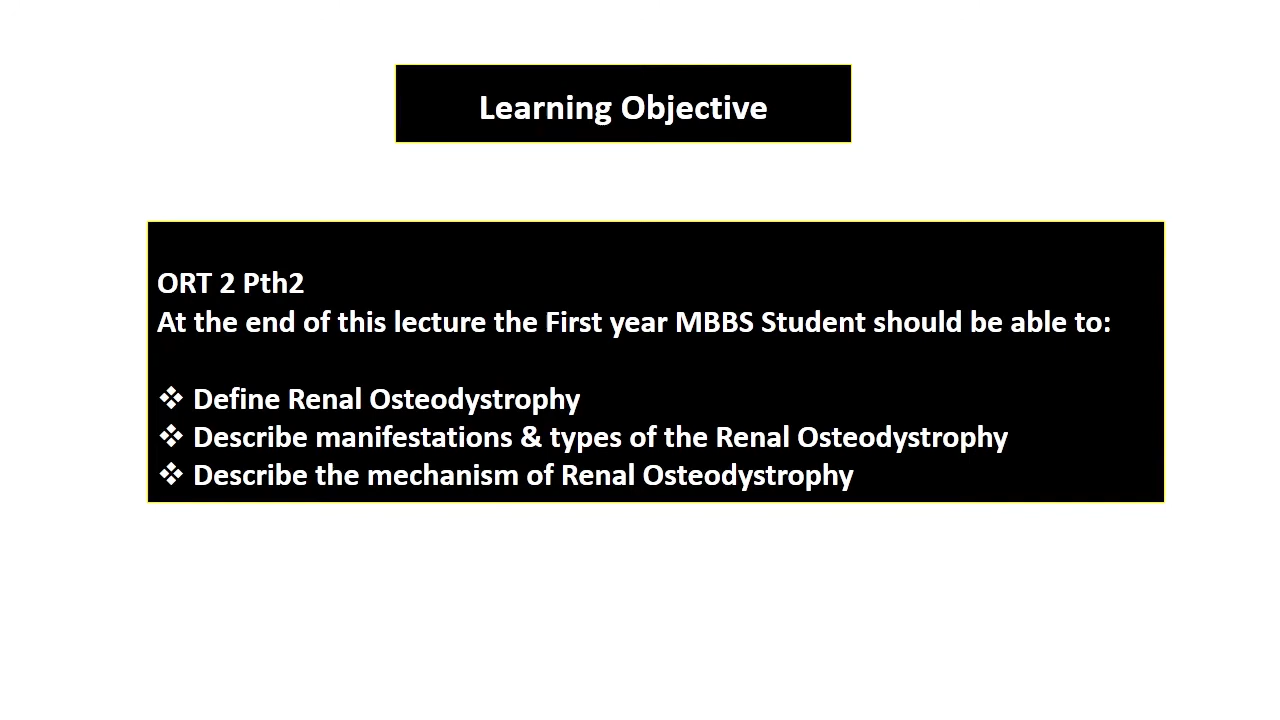 Learning Objective
ORT 2 Pth2
At the end of this lecture the First year MBBS Student should be able to:
❖ Define Renal Osteodystrophy
❖ Describe manifestations & types of the Renal Osteodystrophy
❖ Describe the mechanism of Renal Osteodystrophy